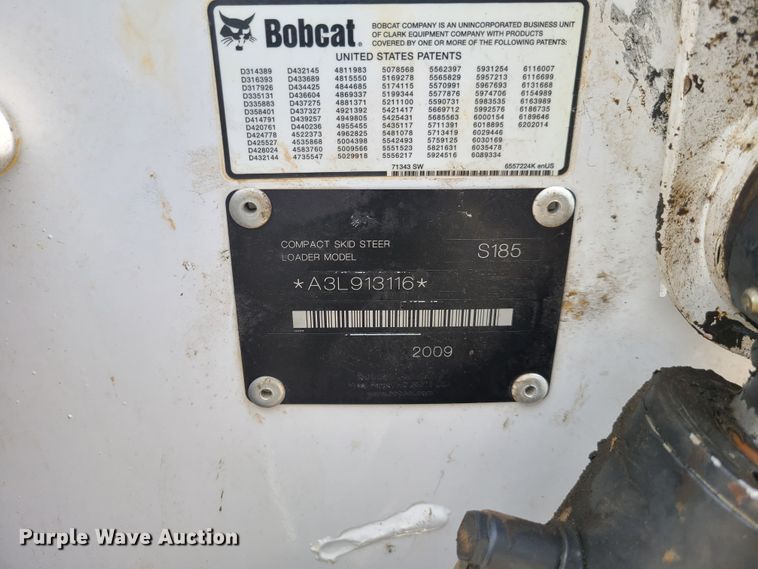 Bobcat.
BOBCAT COMPANY IS AN UNINCORPORATED BUSINESS UNIT
OF CLARK EQUIPMENT COMPANY WITH PRODUCTS
COVERED BY ONE OR MORE OF THE FOLLOWING PATENTS:
UNITED STATES PATENTS
D314389 D432145 4811983 5078568 5562397 5931254 6116007
D316393 D433689 4815550 5169278 5565829 5957213 6116699
D317926 D434425 4844685 5174115 5570991 5967693 6131668
D335131 D436604 4869337 5199344 5577876 5974706 6154989
D335883 D437275 4881371 5211100 5590731 5983535 6163989
D358401 D437327 4921392 5421417 5669712 5992576 6186735
D414791 D439257 4949805 5425431 5685563 6000154 6189646
D420761 D440236 4955455 5435117 5711391 6018895 6202014
D424778 4522373 4962825 5481078 5713419 6029446
D425527 4535868 5004398 5542493 5759125 6030169
D428024 4583760 5009566 5551523 5821631 6035478
D432144 4735547 5029918 5556217 5924516 6089334
71343 SW 6557224K enUS
COMPACT SKID STEER
LOADER MODEL S185
*A3L913116*
2009
Purple Wave Auction